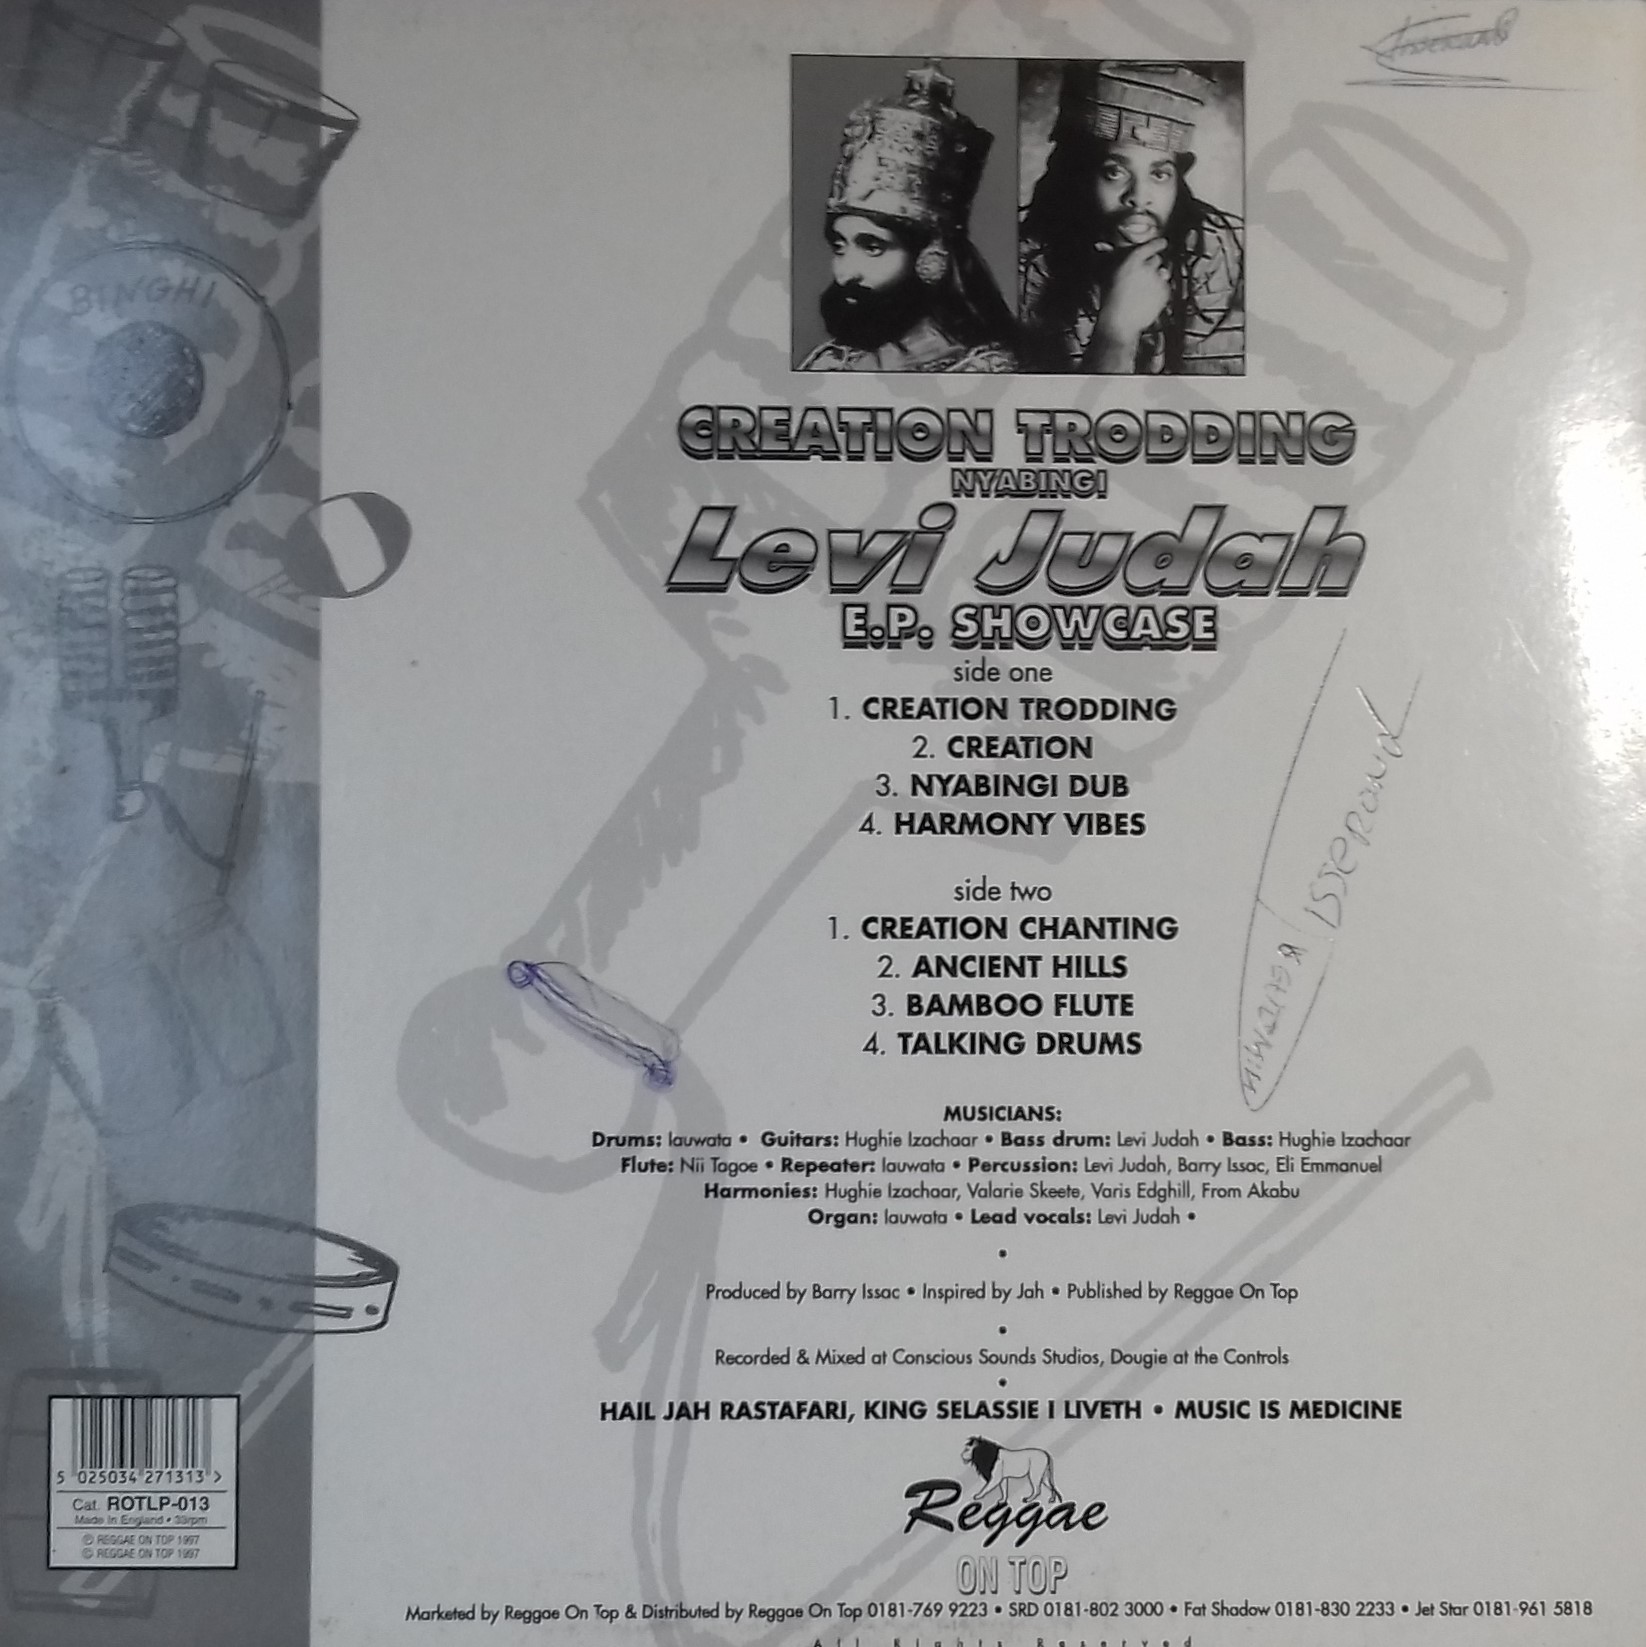 BINGHI
CREATION TRODDING
NYABINGI
Levi Judah
E.P. SHOWCASE
side one
1. CREATION TRODDING
2. CREATION
3. NYABINGI DUB
4. HARMONY VIBES
side two
1. CREATION CHANTING
2. ANCIENT HILLS
3. BAMBOO FLUTE
4. TALKING DRUMS
MUSICIANS:
Drums: Iauwata • Guitars: Hughie Izachaar • Bass drum: Levi Judah • Bass: Hughie Izachaar
Flute: Nii Tagoe • Repeater: Iauwata • Percussion: Levi Judah, Barry Issac, Eli Emmanuel
Harmonies: Hughie Izachaar, Valarie Skeete, Varis Edghill, From Akabu
Organ: Iauwata • Lead vocals: Levi Judah •
•
Produced by Barry Issac • Inspired by Jah • Published by Reggae On Top
•
Recorded & Mixed at Conscious Sounds Studios, Dougie at the Controls
•
HAIL JAH RASTAFARI, KING SELASSIE I LIVETH • MUSIC IS MEDICINE
Reggae
ON TOP
Marketed by Reggae On Top & Distributed by Reggae On Top 0181-769 9223 • SRD 0181-802 3000 • Fat Shadow 0181-830 2233 • Jet Star 0181-961 5818
All Rights Reserved
5 025034 271313 >
Cat. ROTLP-013
Made In England • 33rpm
℗ REGGAE ON TOP 1997
© REGGAE ON TOP 1997